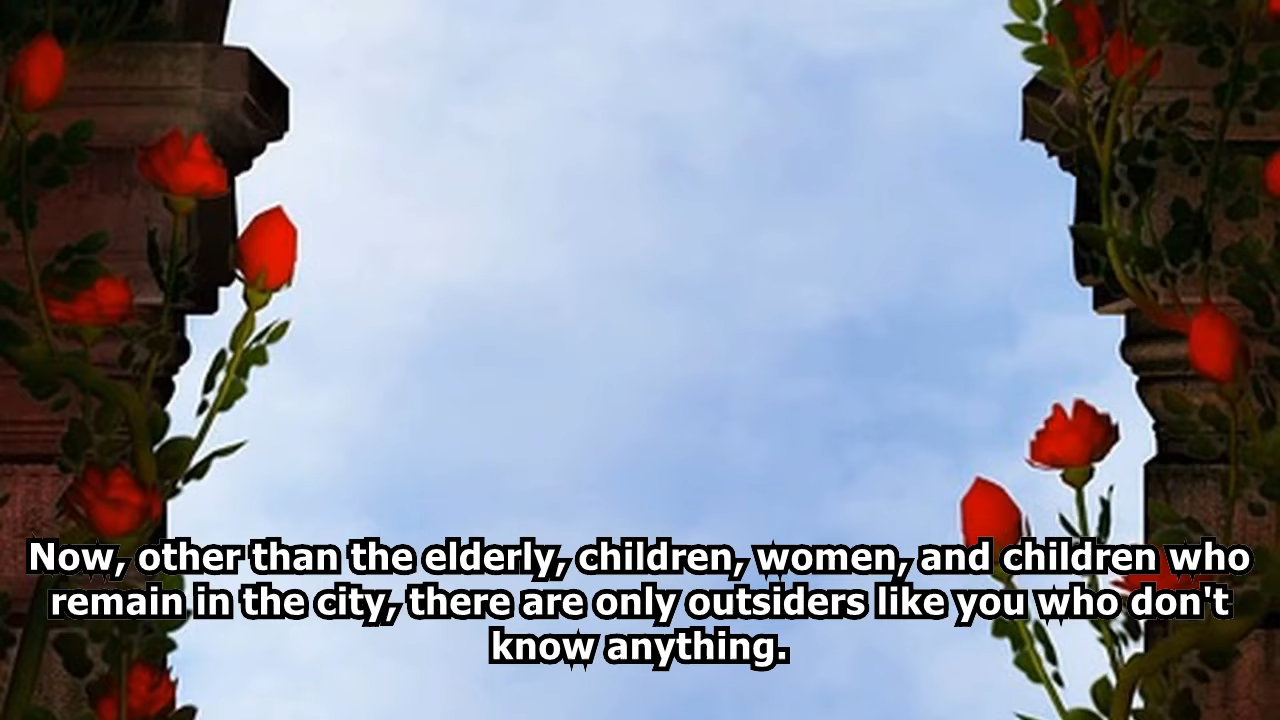 Now, other than the elderly, children, women, and children who
remain in the city, there are only outsiders like you who don't
know anything.